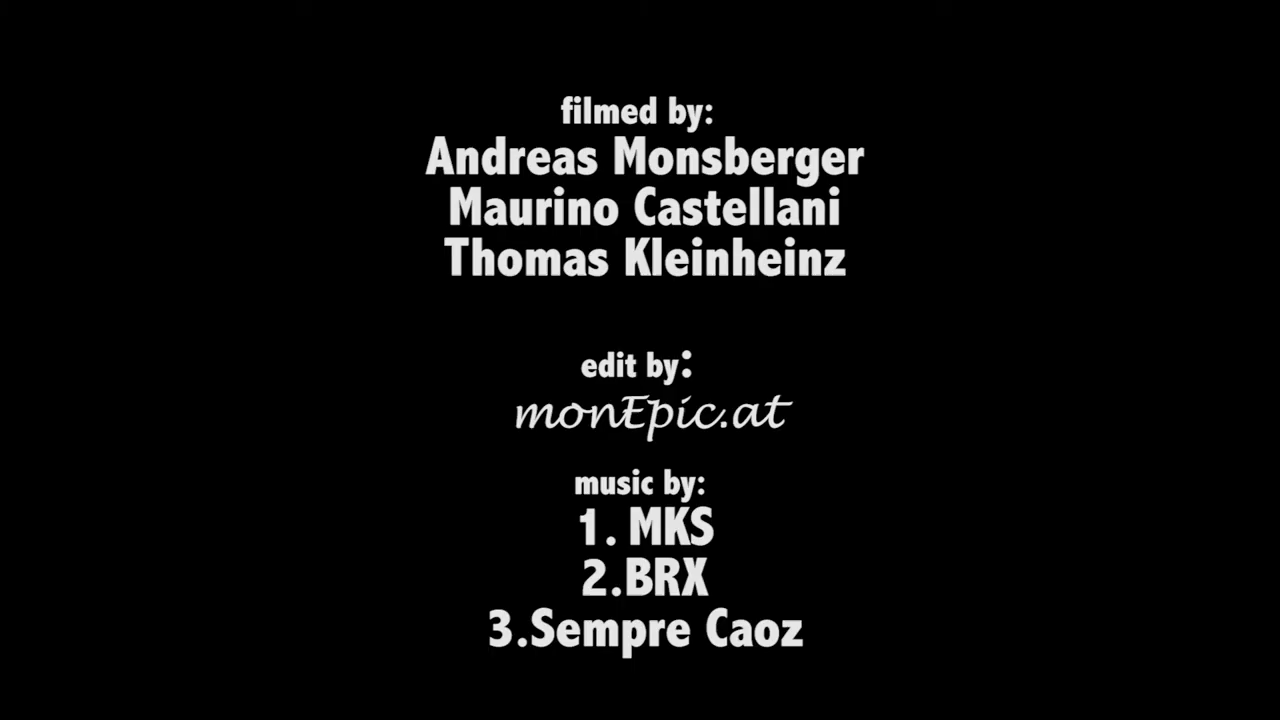 filmed by:
Andreas Monsberger
Maurino Castellani
Thomas Kleinheinz
edit by:
monEpic.at
music by:
1. MKS
2.BRX
3.Sempre Caoz